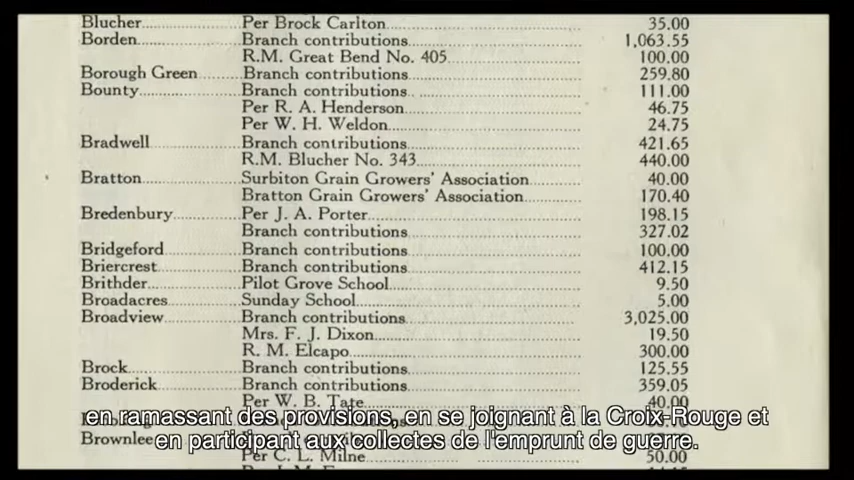 Blucher Per Brock Carlton 35.00
Borden Branch contributions 1,063.55
R.M. Great Bend No. 405 100.00
Borough Green Branch contributions 259.80
Bounty Branch contributions 111.00
Per R. A. Henderson 46.75
Per W. H. Weldon 24.75
Bradwell Branch contributions 421.65
R.M. Blucher No. 343 440.00
Bratton Surbiton Grain Growers' Association 40.00
Bratton Grain Growers' Association 170.40
Bredenbury Per J. A. Porter 198.15
Branch contributions 327.02
Bridgeford Branch contributions 100.00
Briercrest Branch contributions 412.15
Brithder Pilot Grove School 9.50
Broadacres Sunday School 5.00
Broadview Branch contributions 3,025.00
Mrs. F. J. Dixon 19.50
R. M. Elcapo 300.00
Brock Branch contributions 125.55
Broderick Branch contributions 359.05
Per W. B. Tate 40.00
en ramassant des provisions, en se joignant à la Croix-Rouge et
Brownlee
en participant aux collectes de l'emprunt de guerre.
Per C. L. Milne 50.00